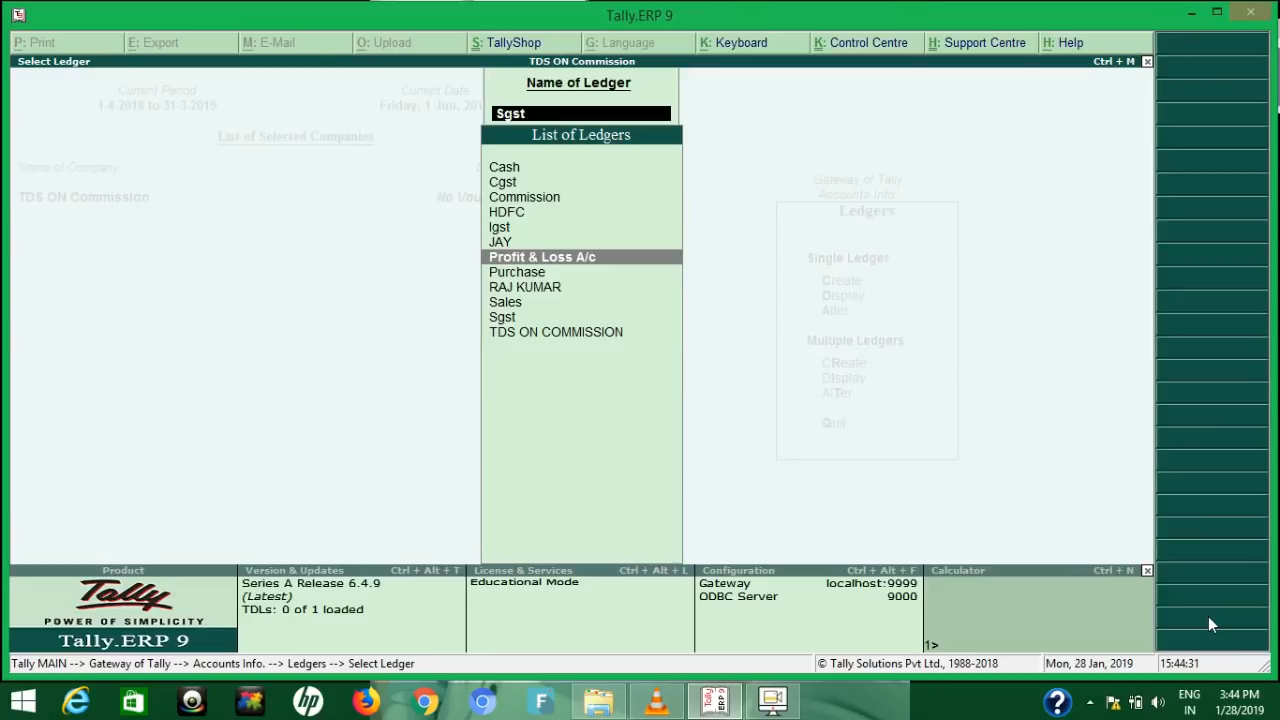 Tally.ERP 9
P: Print E: Export M: E-Mail O: Upload S: TallyShop G: Language K: Keyboard K: Control Centre H: Support Centre H: Help
Select Ledger TDS ON Commission Ctrl + M
Name of Ledger
Sgst
List of Ledgers
Cash
Cgst
Commission
HDFC
Igst
JAY
Profit & Loss A/c
Purchase
RAJ KUMAR
Sales
Sgst
TDS ON COMMISSION
Current Period Current Date
1-4-2018 to 31-3-2019 Friday, 1 Jun, 201
List of Selected Companies
Name of Company
TDS ON Commission No Vou
Gateway of Tally
Accounts Info.
Ledgers
Single Ledger
Create
Display
Alter
Multiple Ledgers
CReate
DIsplay
AlTer
Quit
Product Version & Updates Ctrl + Alt + T License & Services Ctrl + Alt + L Configuration Ctrl + Alt + F Calculator Ctrl + N
Tally
POWER OF SIMPLICITY
Tally.ERP 9
Series A Release 6.4.9
(Latest)
TDLs: 0 of 1 loaded
Educational Mode
Gateway localhost:9999
ODBC Server 9000
1>
Tally MAIN --> Gateway of Tally --> Accounts Info. --> Ledgers --> Select Ledger © Tally Solutions Pvt Ltd., 1988-2018 Mon, 28 Jan, 2019 15:44:31
ENG 3:44 PM
IN 1/28/2019